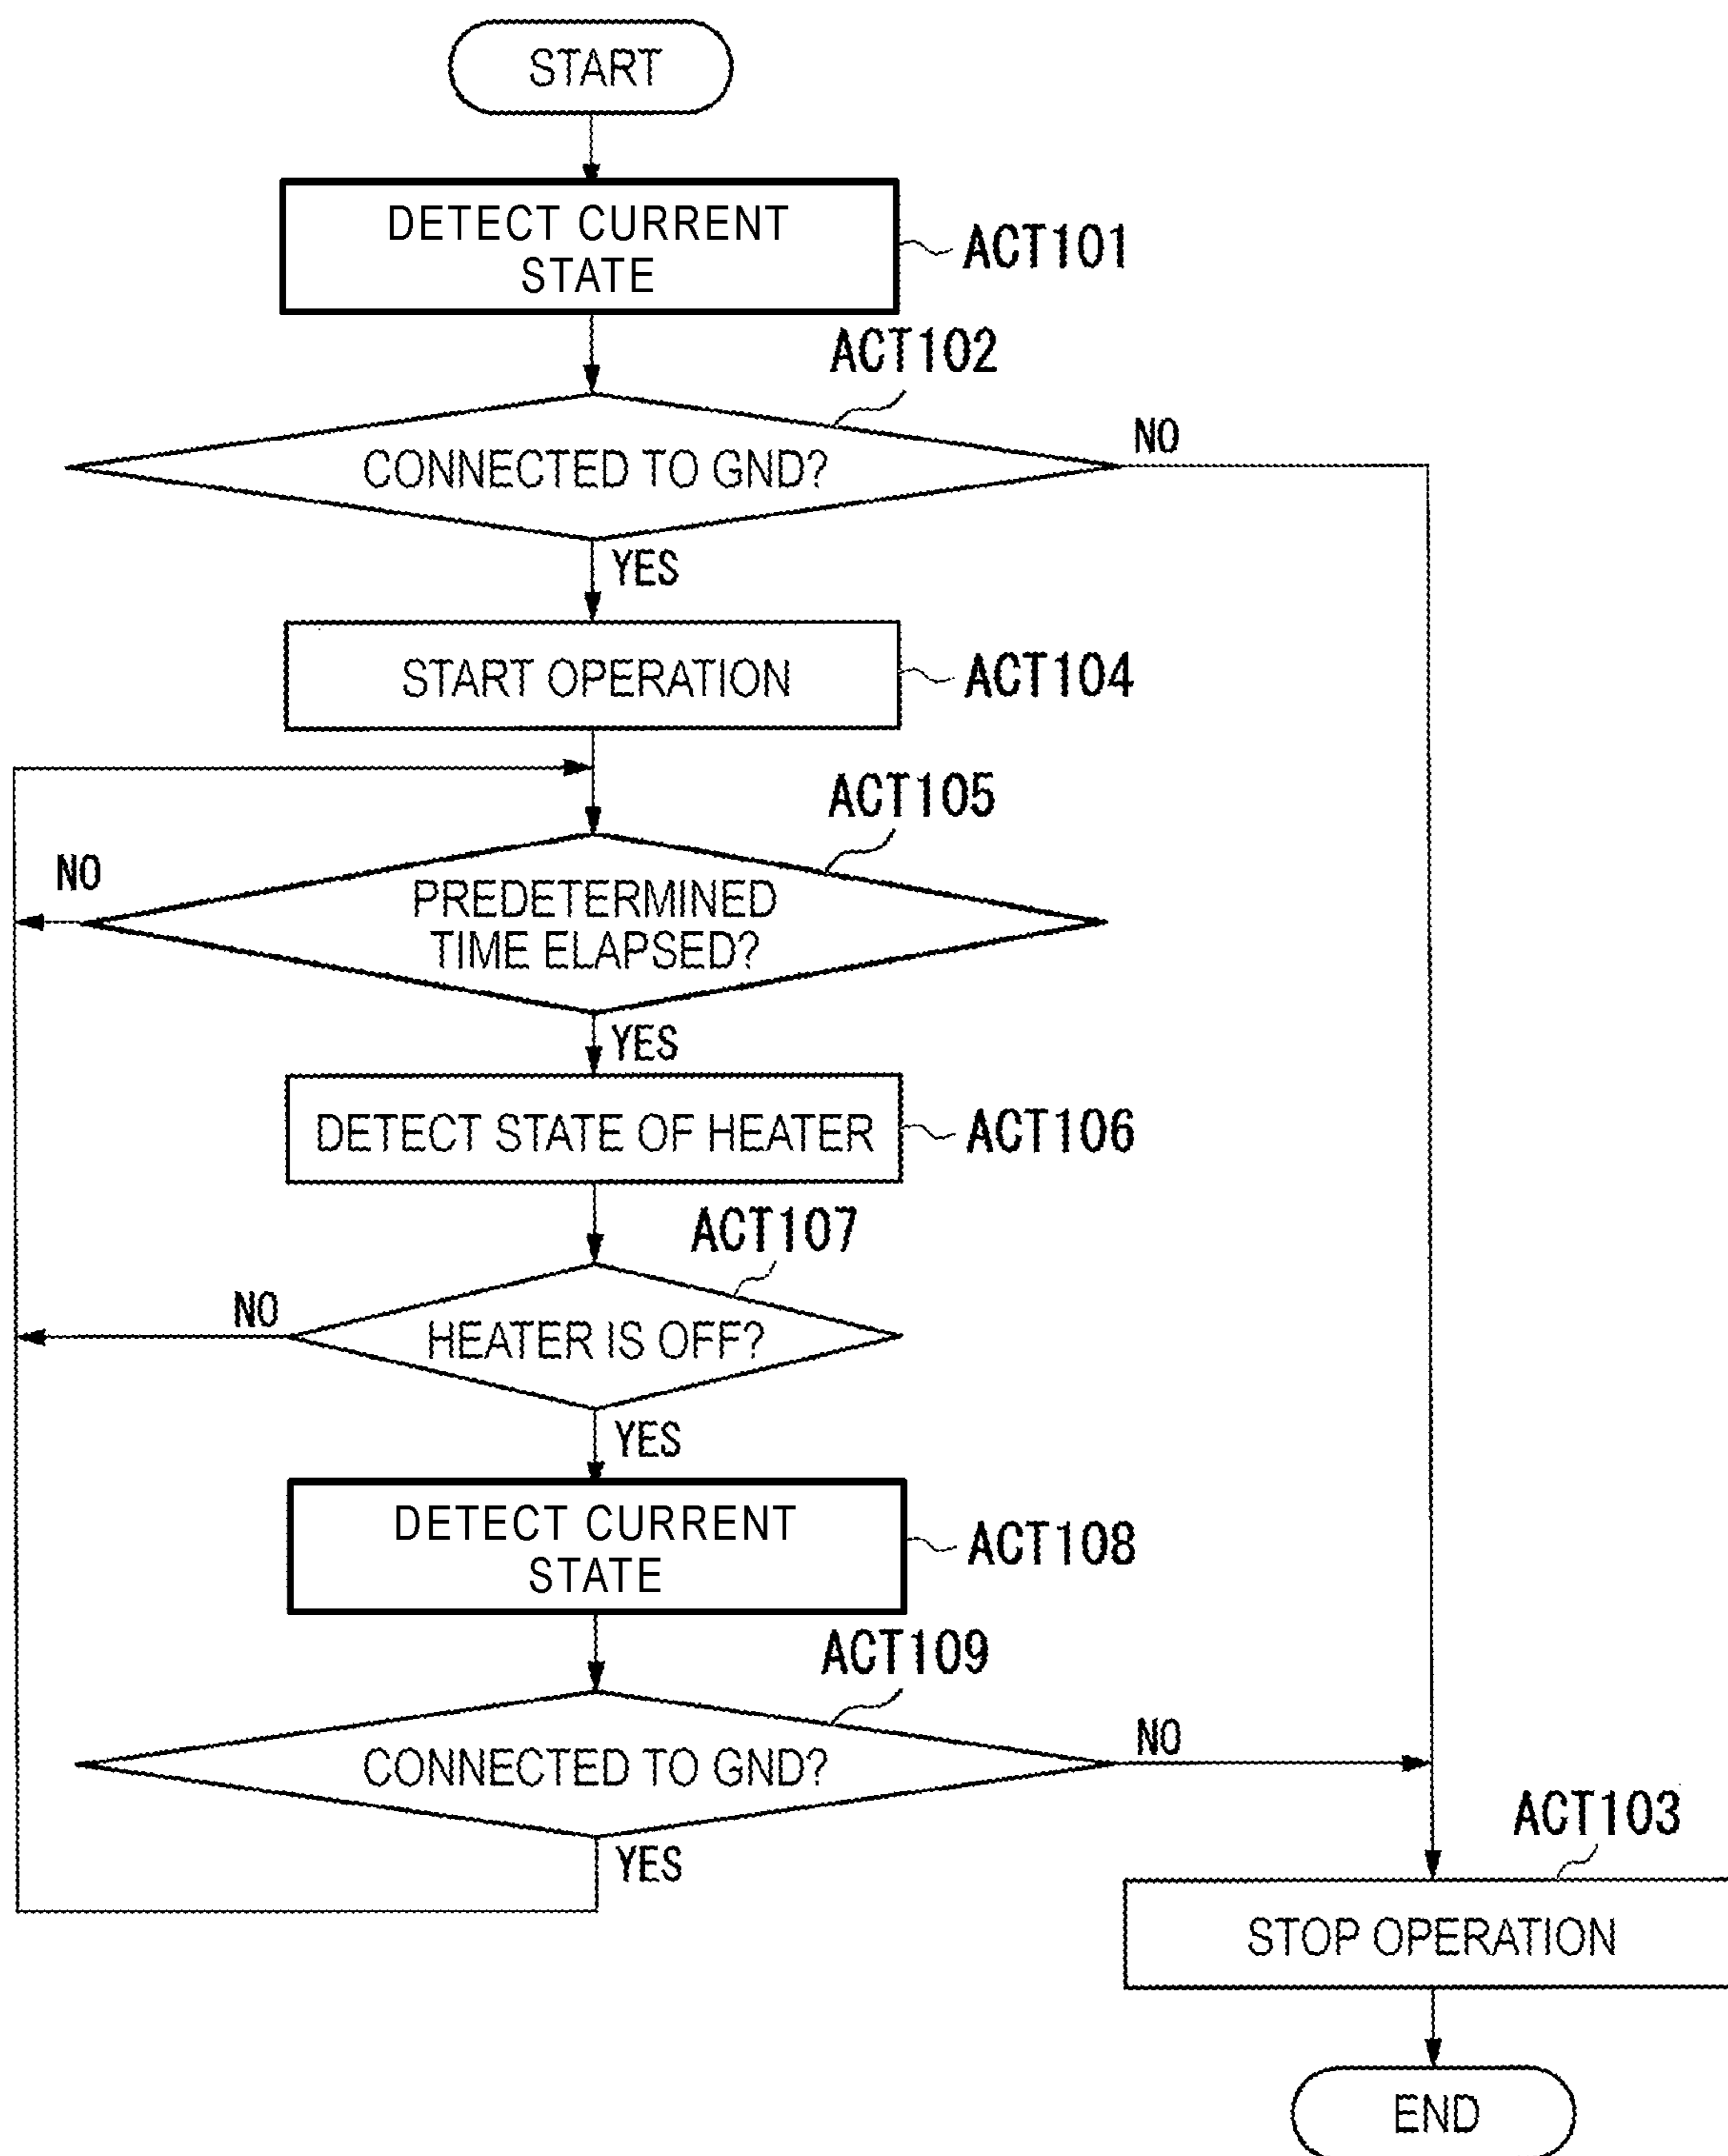 START
DETECT CURRENT
STATE
ACT101
ACT102
CONNECTED TO GND?
NO
YES
START OPERATION
ACT104
ACT105
NO
PREDETERMINED
TIME ELAPSED?
YES
DETECT STATE OF HEATER
ACT106
ACT107
NO
HEATER IS OFF?
YES
DETECT CURRENT
STATE
ACT108
ACT109
CONNECTED TO GND?
NO
YES
ACT103
STOP OPERATION
END